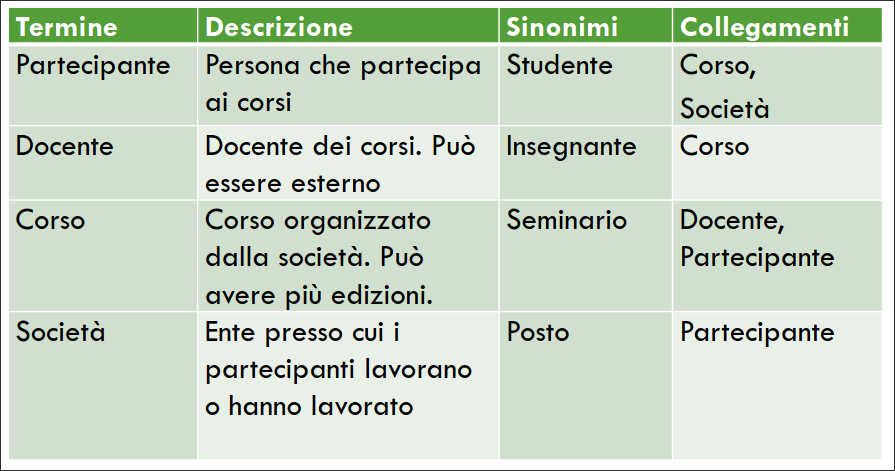 Termine Descrizione Sinonimi Collegamenti
Partecipante Persona che partecipa Studente Corso,
ai corsi Società
Docente Docente dei corsi. Può Insegnante Corso
essere esterno
Corso Corso organizzato Seminario Docente,
dalla società. Può Partecipante
avere più edizioni.
Società Ente presso cui i Posto Partecipante
partecipanti lavorano
o hanno lavorato